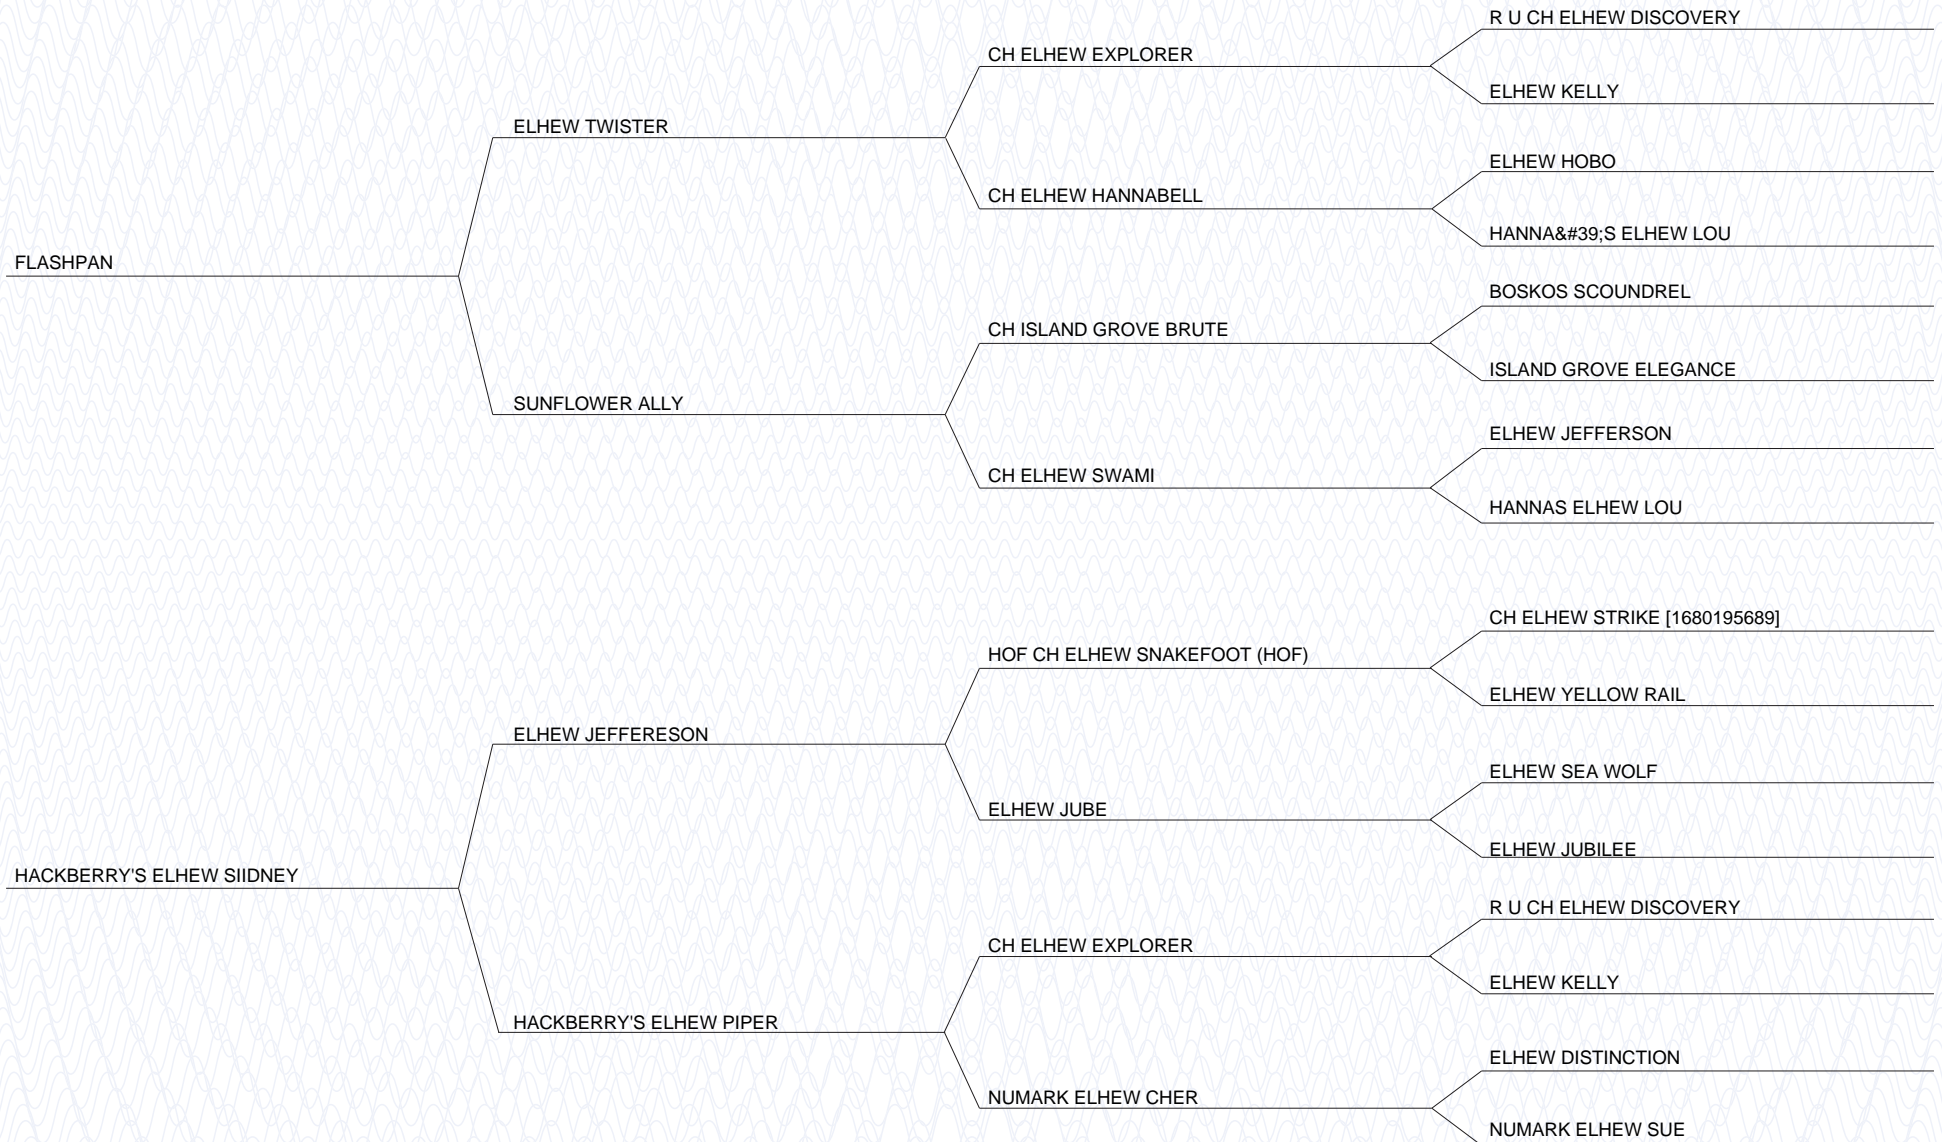 R U CH ELHEW DISCOVERY
CH ELHEW EXPLORER
ELHEW KELLY
ELHEW TWISTER
ELHEW HOBO
CH ELHEW HANNABELL
HANNA&#39;S ELHEW LOU
FLASHPAN
BOSKOS SCOUNDREL
CH ISLAND GROVE BRUTE
ISLAND GROVE ELEGANCE
SUNFLOWER ALLY
ELHEW JEFFERSON
CH ELHEW SWAMI
HANNAS ELHEW LOU
CH ELHEW STRIKE [1680195689]
HOF CH ELHEW SNAKEFOOT (HOF)
ELHEW YELLOW RAIL
ELHEW JEFFERESON
ELHEW SEA WOLF
ELHEW JUBE
ELHEW JUBILEE
HACKBERRY'S ELHEW SIIDNEY
R U CH ELHEW DISCOVERY
CH ELHEW EXPLORER
ELHEW KELLY
HACKBERRY'S ELHEW PIPER
ELHEW DISTINCTION
NUMARK ELHEW CHER
NUMARK ELHEW SUE